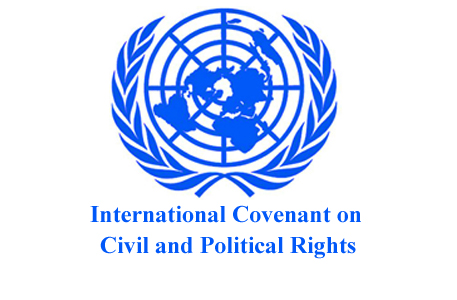 International Covenant on
Civil and Political Rights